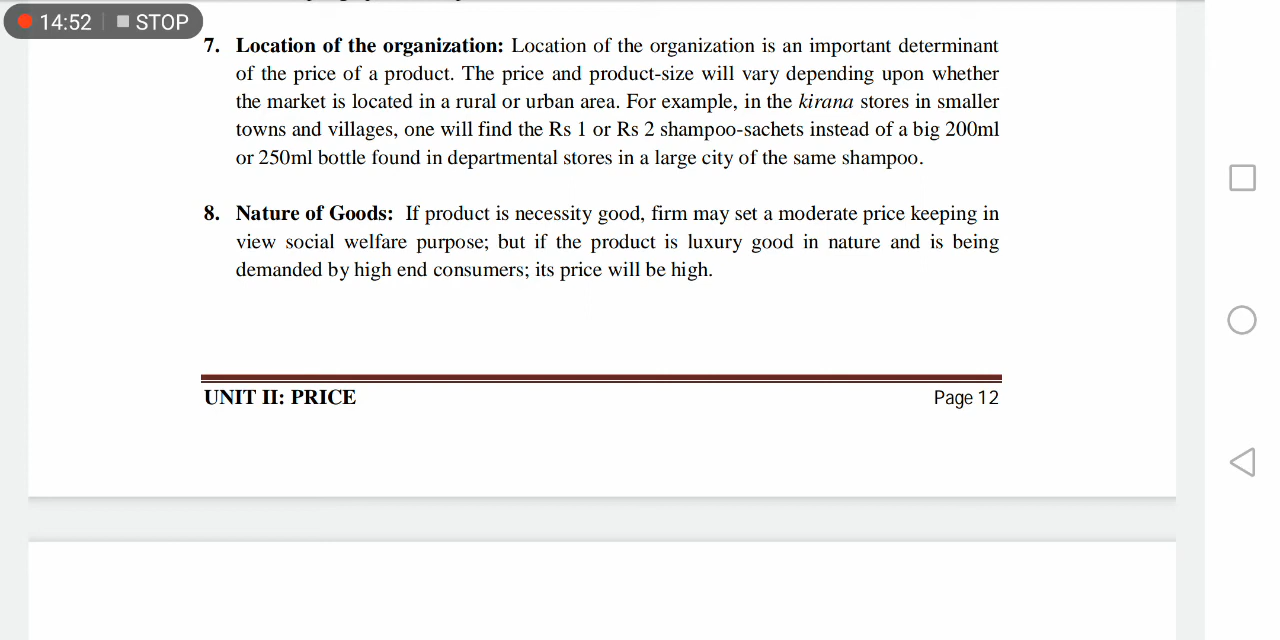 14:52 STOP
7. Location of the organization: Location of the organization is an important determinant
of the price of a product. The price and product-size will vary depending upon whether
the market is located in a rural or urban area. For example, in the kirana stores in smaller
towns and villages, one will find the Rs 1 or Rs 2 shampoo-sachets instead of a big 200ml
or 250ml bottle found in departmental stores in a large city of the same shampoo.
8. Nature of Goods: If product is necessity good, firm may set a moderate price keeping in
view social welfare purpose; but if the product is luxury good in nature and is being
demanded by high end consumers; its price will be high.
UNIT II: PRICE Page 12